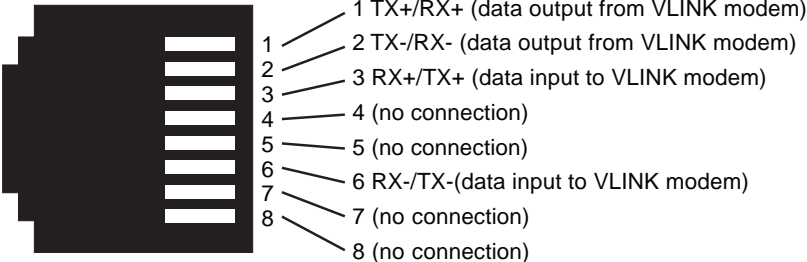 1 1 TX+/RX+ (data output from VLINK modem)
2 2 TX-/RX- (data output from VLINK modem)
3 3 RX+/TX+ (data input to VLINK modem)
4 4 (no connection)
5 5 (no connection)
6 6 RX-/TX-(data input to VLINK modem)
7 7 (no connection)
8 8 (no connection)